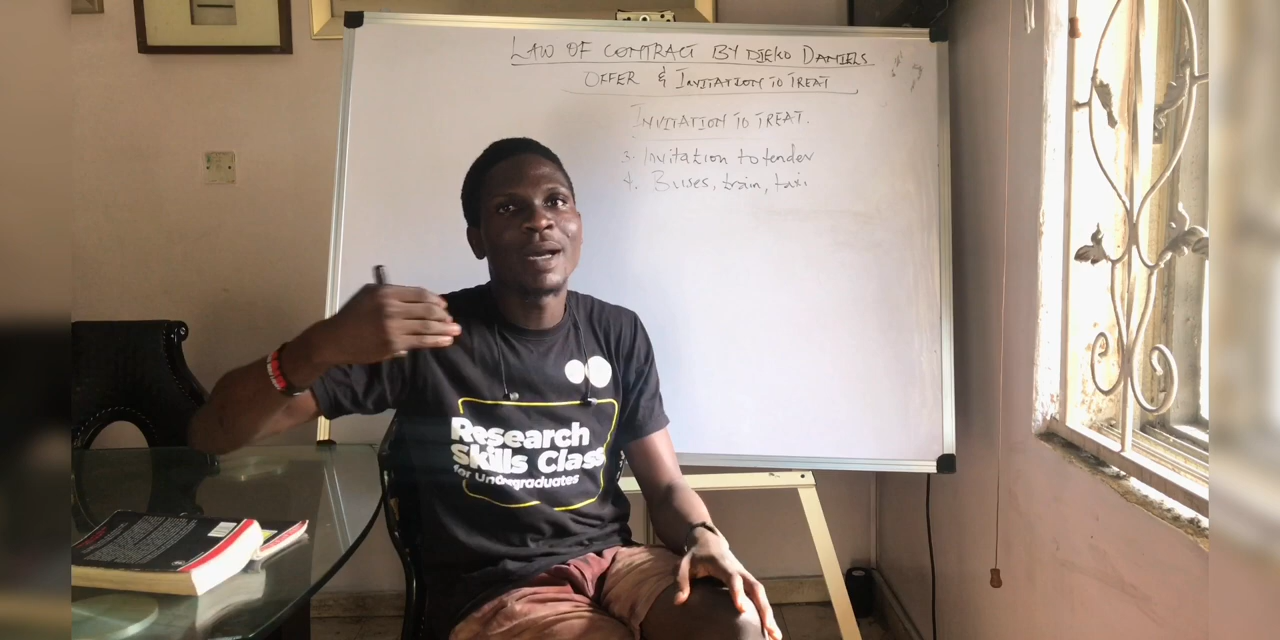 LAW OF CONTRACT BY DJEKO DANIELS
OFFER & INVITATION TO TREAT
INVITATION TO TREAT.
3. Invitation to tender
4. Buses, train, taxi
Research
Skills Class
for Undergraduates